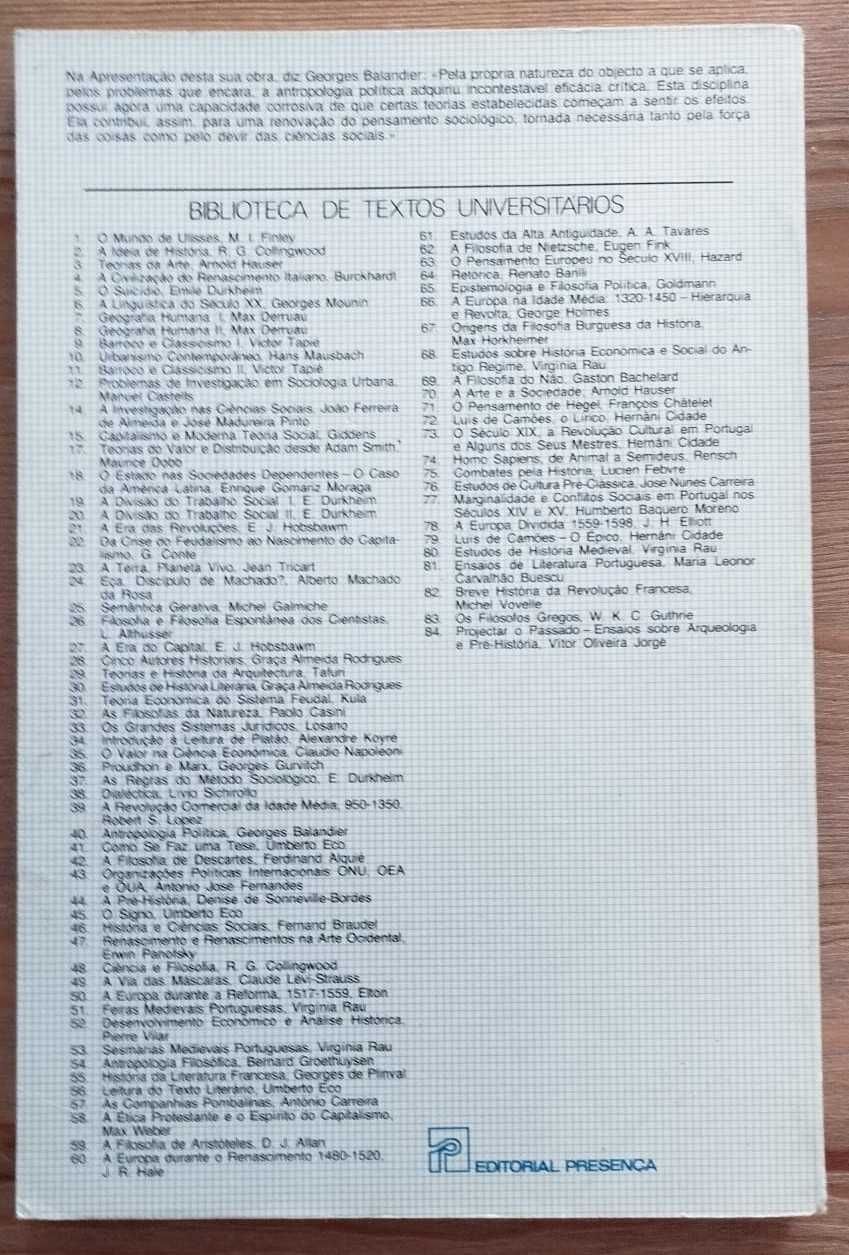 Na Apresentação desta sua obra, diz Georges Balandier: «Pela própria natureza do objecto a que se aplica,
pelos problemas que encara, a antropologia política adquiriu incontestável eficácia crítica. Esta disciplina
possui agora uma capacidade corrosiva de que certas teorias estabelecidas começam a sentir os efeitos.
Ela contribui, assim, para uma renovação do pensamento sociológico, tornada necessária tanto pela força
das coisas como pelo devir das ciências sociais.»
BIBLIOTECA DE TEXTOS UNIVERSITÁRIOS
1. O Mundo de Ulisses, M. I. Finley
2. A Ideia de História, R. G. Collingwood
3. Teorias da Arte, Arnold Hauser
4. A Civilização do Renascimento Italiano, Burckhardt
5. O Suicídio, Émile Durkheim
6. A Linguística do Século XX, Georges Mounin
7. Geografia Humana I, Max Derruau
8. Geografia Humana II, Max Derruau
9. Barroco e Classicismo I, Victor Tapié
10. Urbanismo Contemporâneo, Hans Mausbach
11. Barroco e Classicismo II, Victor Tapié
12. Problemas de Investigação em Sociologia Urbana,
Manuel Castells
14. A Investigação nas Ciências Sociais, João Ferreira
de Almeida e José Madureira Pinto
15. Capitalismo e Moderna Teoria Social, Giddens
17. Teorias do Valor e Distribuição desde Adam Smith,
Maurice Dobb
18. O Estado nas Sociedades Dependentes – O Caso
da América Latina, Enrique Gomariz Moraga
19. A Divisão do Trabalho Social I, E. Durkheim
20. A Divisão do Trabalho Social II, E. Durkheim
21. A Era das Revoluções, E. J. Hobsbawm
22. Da Crise do Feudalismo ao Nascimento do Capita-
lismo, G. Conte
23. A Terra, Planeta Vivo, Jean Tricart
24. Eça, Discípulo de Machado?, Alberto Machado
da Rosa
25. Semântica Gerativa, Michel Galmiche
26. Filosofia e Filosofia Espontânea dos Cientistas,
L. Althusser
27. A Era do Capital, E. J. Hobsbawm
28. Cinco Autores Historiais, Graça Almeida Rodrigues
29. Teorias e História da Arquitectura, Tafuri
30. Estudos de História Literária, Graça Almeida Rodrigues
31. Teoria Económica do Sistema Feudal, Kula
32. As Filosofias da Natureza, Paolo Casini
33. Os Grandes Sistemas Jurídicos, Losano
34. Introdução à Leitura de Platão, Alexandre Koyré
35. O Valor na Ciência Económica, Claudio Napoleoni
36. Proudhon e Marx, Georges Gurvitch
37. As Regras do Método Sociológico, E. Durkheim
38. Dialéctica, Livio Sichirollo
39. A Revolução Comercial da Idade Média, 950-1350,
Robert S. Lopez
40. Antropologia Política, Georges Balandier
41. Como Se Faz uma Tese, Umberto Eco
42. A Filosofia de Descartes, Ferdinand Alquié
43. Organizações Políticas Internacionais ONU, OEA
e OUA, António José Fernandes
44. A Pré-História, Denise de Sonneville-Bordes
45. O Signo, Umberto Eco
46. História e Ciências Sociais, Fernand Braudel
47. Renascimento e Renascimentos na Arte Ocidental,
Erwin Panofsky
48. Ciência e Filosofia, R. G. Collingwood
49. A Via das Máscaras, Claude Lévi-Strauss
50. A Europa durante a Reforma, 1517-1559, Elton
51. Feiras Medievais Portuguesas, Virgínia Rau
52. Desenvolvimento Económico e Análise Histórica,
Pierre Vilar
53. Sesmarias Medievais Portuguesas, Virgínia Rau
54. Antropologia Filosófica, Bernard Groethuysen
55. História da Literatura Francesa, Georges de Plinval
56. Leitura do Texto Literário, Umberto Eco
57. As Companhias Pombalinas, António Carreira
58. A Ética Protestante e o Espírito do Capitalismo,
Max Weber
59. A Filosofia de Aristóteles, D. J. Allan
60. A Europa durante o Renascimento 1480-1520,
J. R. Hale
61. Estudos da Alta Antiguidade, A. A. Tavares
62. A Filosofia de Nietzsche, Eugen Fink
63. O Pensamento Europeu no Século XVIII, Hazard
64. Retórica, Renato Barilli
65. Epistemologia e Filosofia Política, Goldmann
66. A Europa na Idade Média: 1320-1450 – Hierarquia
e Revolta, George Holmes
67. Origens da Filosofia Burguesa da História,
Max Horkheimer
68. Estudos sobre História Económica e Social do An-
tigo Regime, Virgínia Rau
69. A Filosofia do Não, Gaston Bachelard
70. A Arte e a Sociedade, Arnold Hauser
71. O Pensamento de Hegel, François Châtelet
72. Luís de Camões, o Lírico, Hernâni Cidade
73. O Século XIX, a Revolução Cultural em Portugal
e Alguns dos Seus Mestres, Hernâni Cidade
74. Homo Sapiens, de Animal a Semideus, Rensch
75. Combates pela História, Lucien Febvre
76. Estudos de Cultura Pré-Clássica, José Nunes Carreira
77. Marginalidade e Conflitos Sociais em Portugal nos
Séculos XIV e XV, Humberto Baquero Moreno
78. A Europa Dividida 1559-1598, J. H. Elliott
79. Luís de Camões – O Épico, Hernâni Cidade
80. Estudos de História Medieval, Virgínia Rau
81. Ensaios de Literatura Portuguesa, Maria Leonor
Carvalhão Buescu
82. Breve História da Revolução Francesa,
Michel Vovelle
83. Os Filósofos Gregos, W. K. C. Guthrie
84. Projectar o Passado – Ensaios sobre Arqueologia
e Pré-História, Vítor Oliveira Jorge
EDITORIAL PRESENÇA